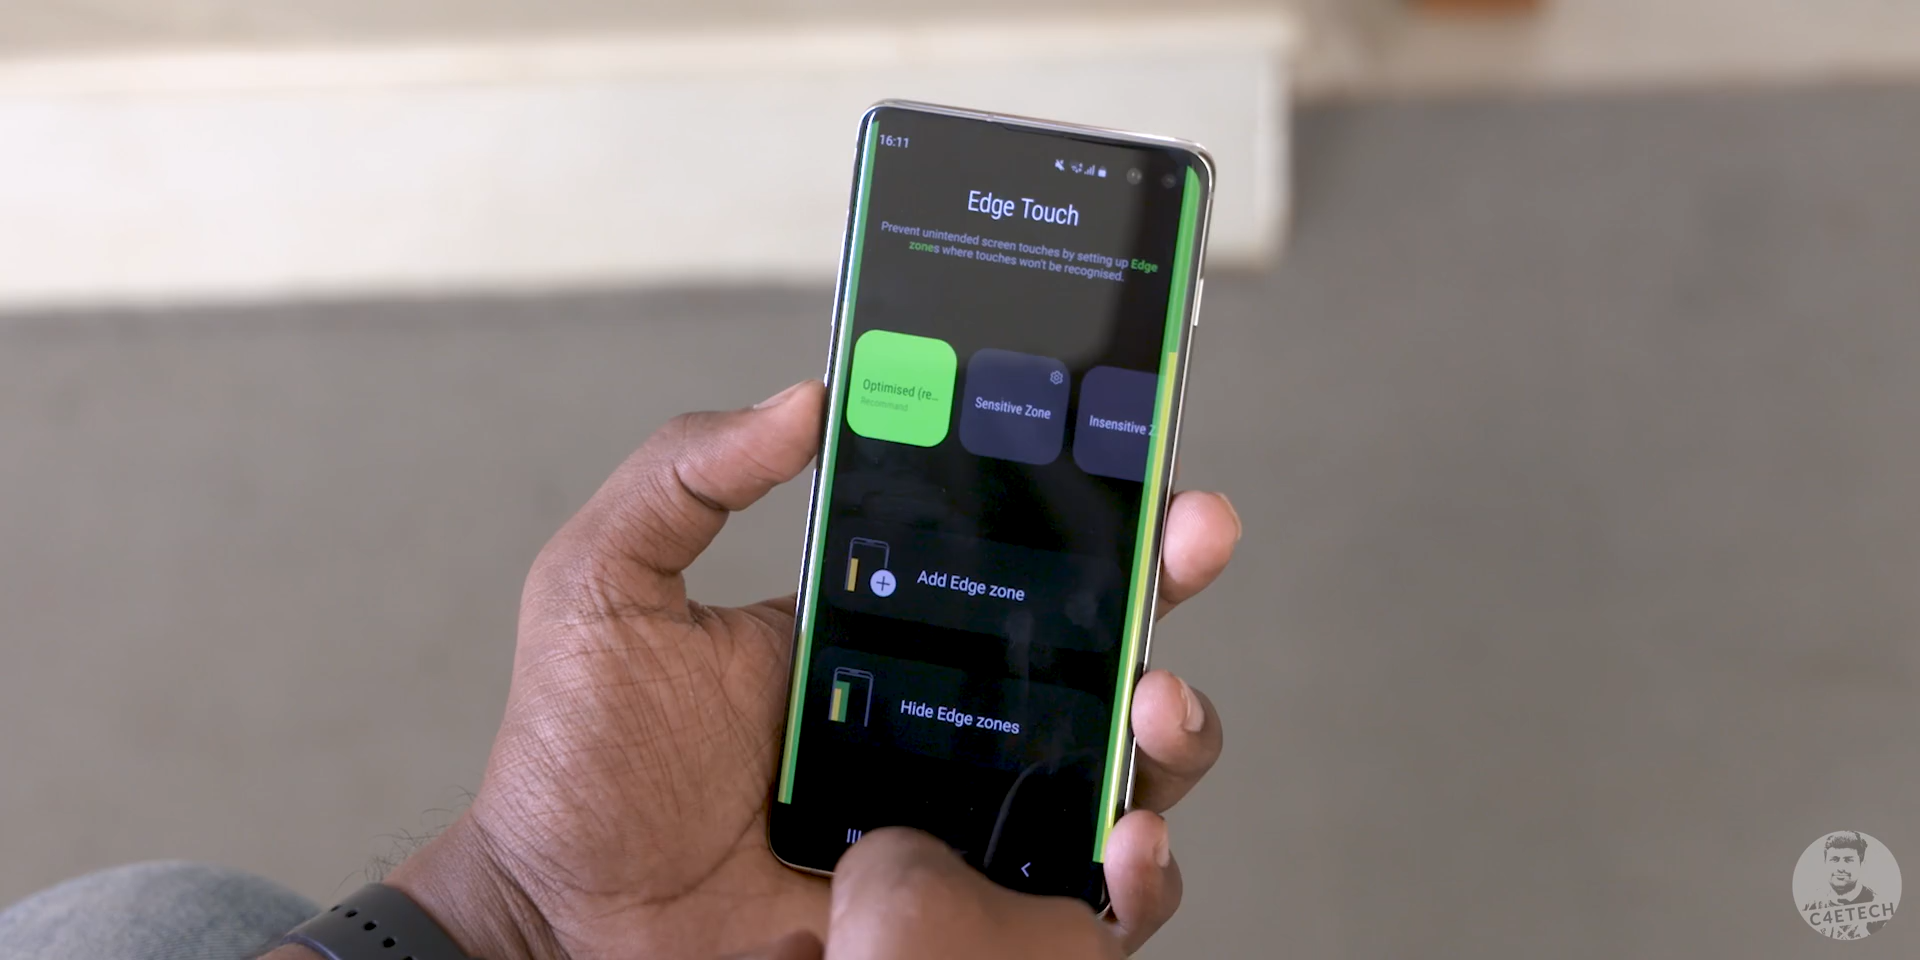 16:11
Edge Touch
Prevent unintended screen touches by setting up Edge
zones where touches won't be recognised.
Optimised (re...
Recommand
Sensitive Zone
Insensitive Z
Add Edge zone
Hide Edge zones
C4ETECH